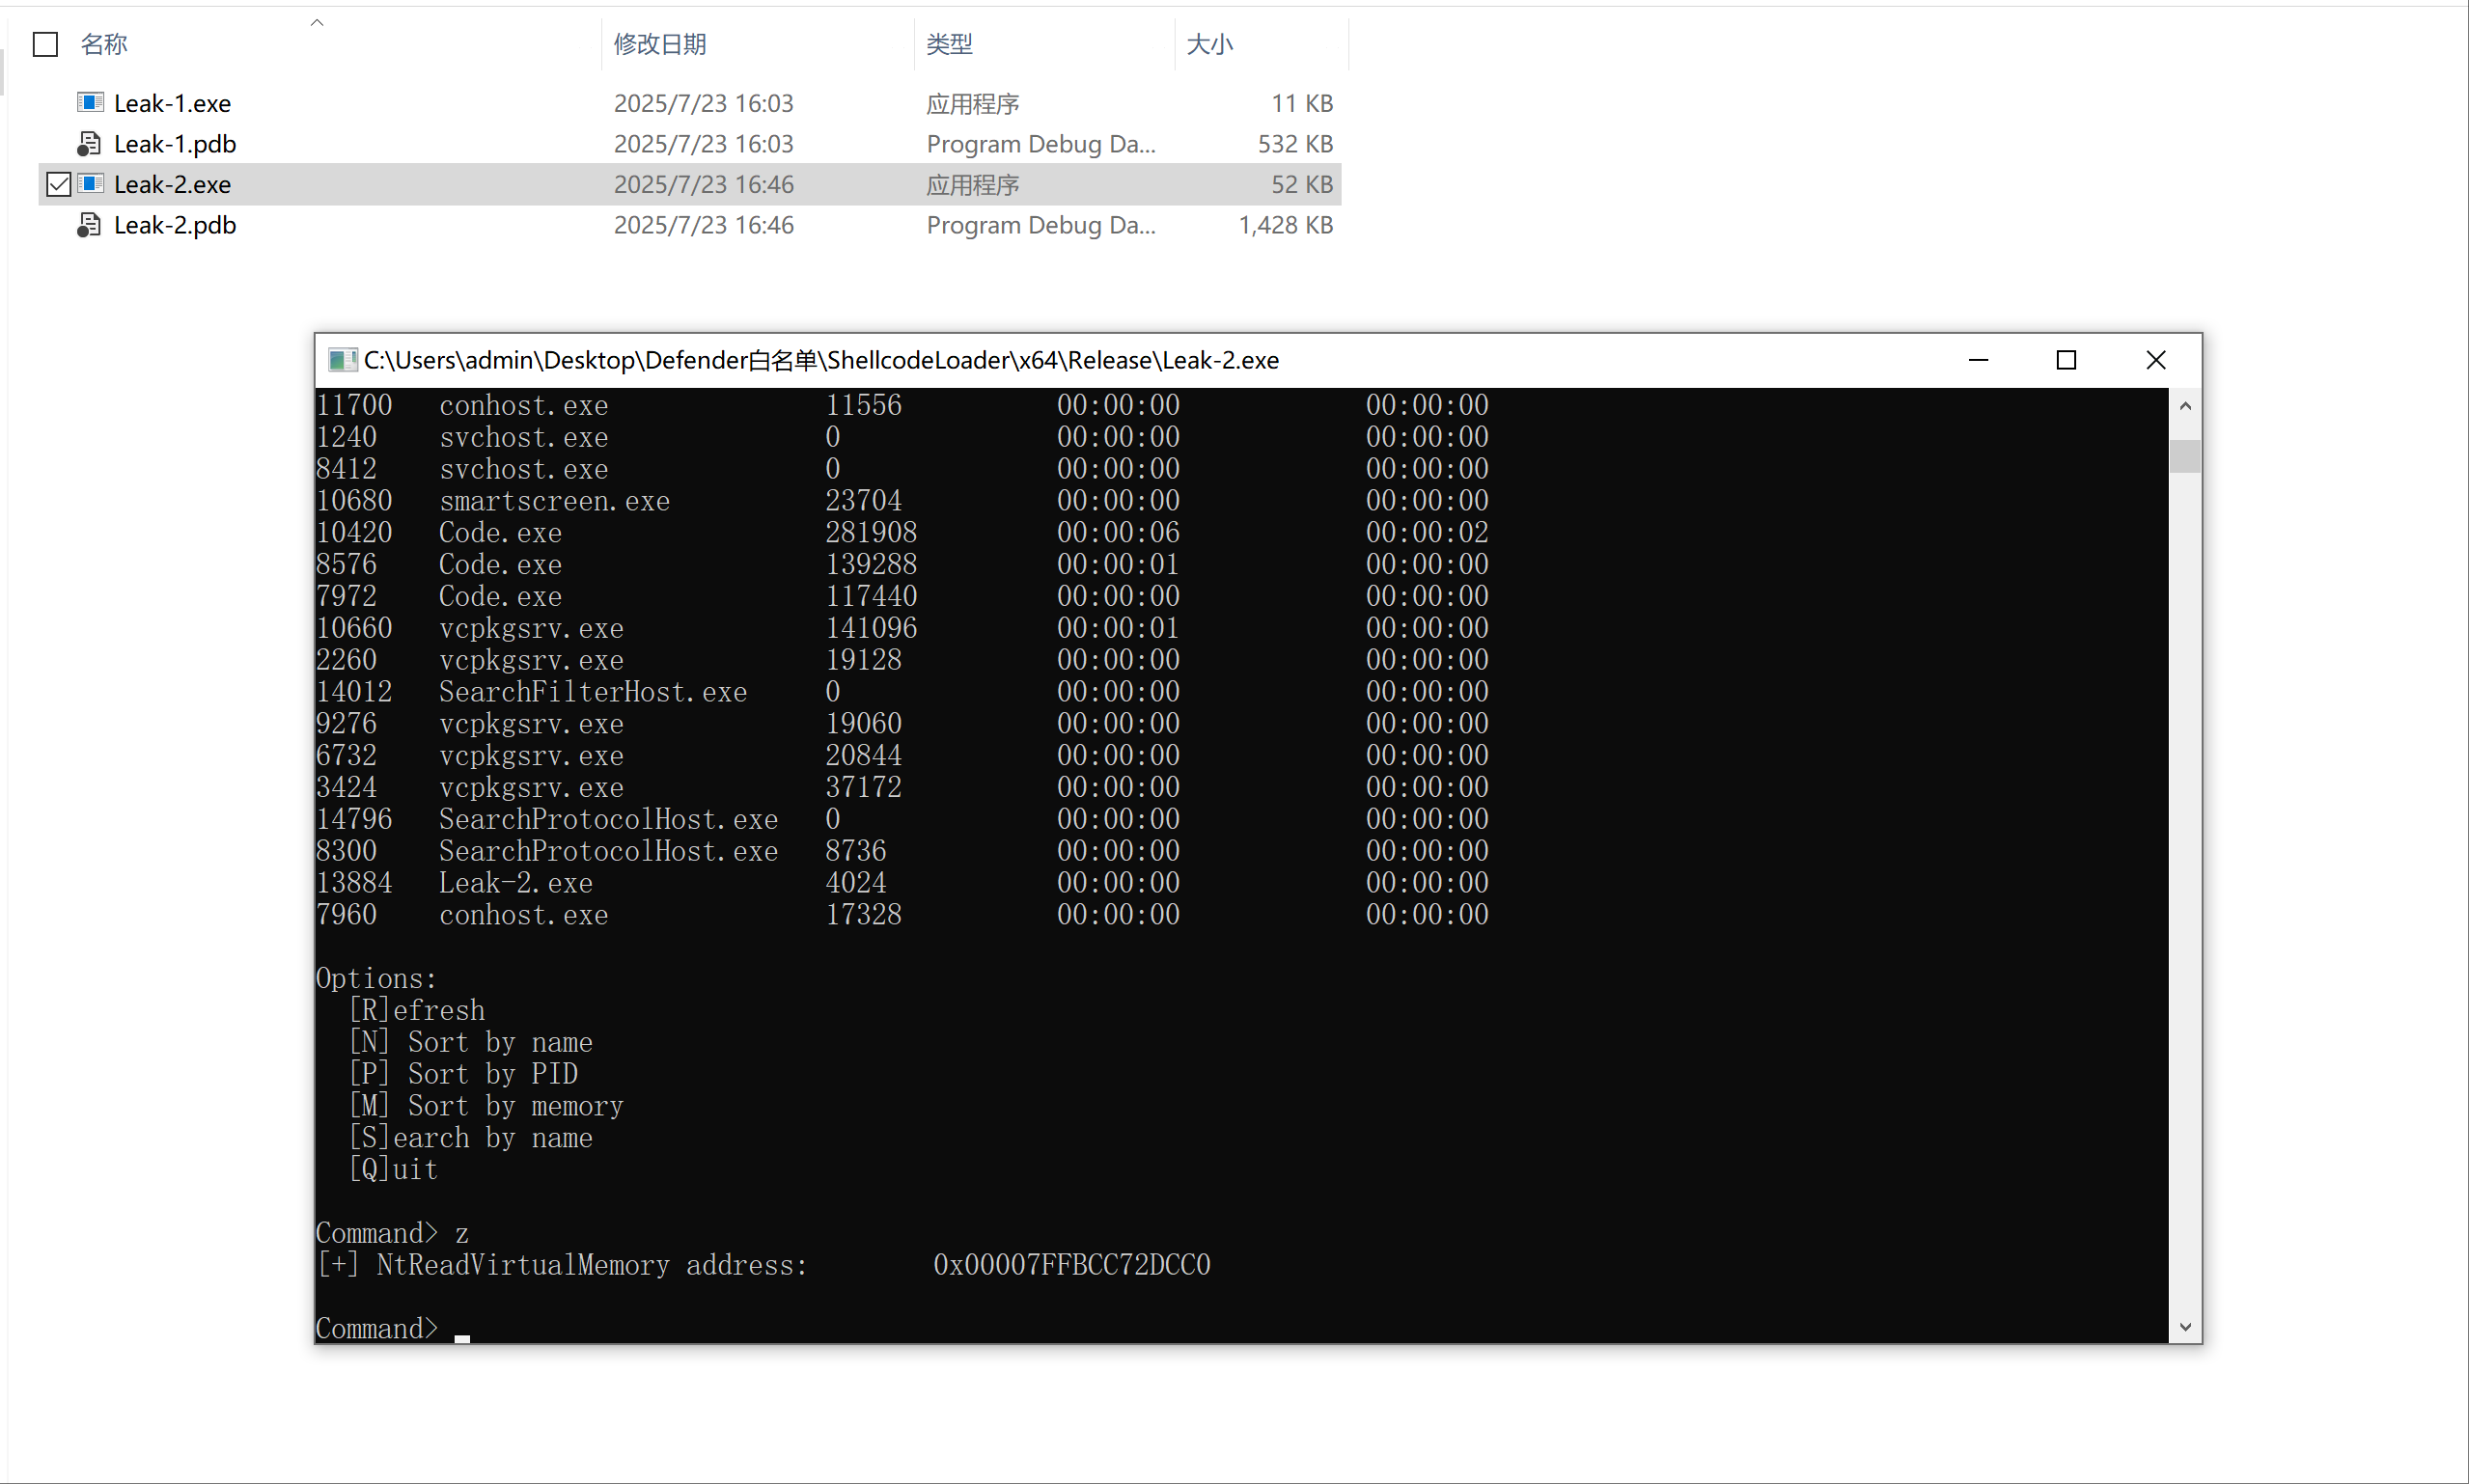 名称 修改日期 类型 大小
Leak-1.exe 2025/7/23 16:03 应用程序 11 KB
Leak-1.pdb 2025/7/23 16:03 Program Debug Da... 532 KB
Leak-2.exe 2025/7/23 16:46 应用程序 52 KB
Leak-2.pdb 2025/7/23 16:46 Program Debug Da... 1,428 KB
C:\Users\admin\Desktop\Defender白名单\ShellcodeLoader\x64\Release\Leak-2.exe
11700 conhost.exe 11556 00:00:00 00:00:00
1240 svchost.exe 0 00:00:00 00:00:00
8412 svchost.exe 0 00:00:00 00:00:00
10680 smartscreen.exe 23704 00:00:00 00:00:00
10420 Code.exe 281908 00:00:06 00:00:02
8576 Code.exe 139288 00:00:01 00:00:00
7972 Code.exe 117440 00:00:00 00:00:00
10660 vcpkgsrv.exe 141096 00:00:01 00:00:00
2260 vcpkgsrv.exe 19128 00:00:00 00:00:00
14012 SearchFilterHost.exe 0 00:00:00 00:00:00
9276 vcpkgsrv.exe 19060 00:00:00 00:00:00
6732 vcpkgsrv.exe 20844 00:00:00 00:00:00
3424 vcpkgsrv.exe 37172 00:00:00 00:00:00
14796 SearchProtocolHost.exe 0 00:00:00 00:00:00
8300 SearchProtocolHost.exe 8736 00:00:00 00:00:00
13884 Leak-2.exe 4024 00:00:00 00:00:00
7960 conhost.exe 17328 00:00:00 00:00:00
Options:
[R]efresh
[N] Sort by name
[P] Sort by PID
[M] Sort by memory
[S]earch by name
[Q]uit
Command> z
[+] NtReadVirtualMemory address: 0x00007FFBCC72DCC0
Command>